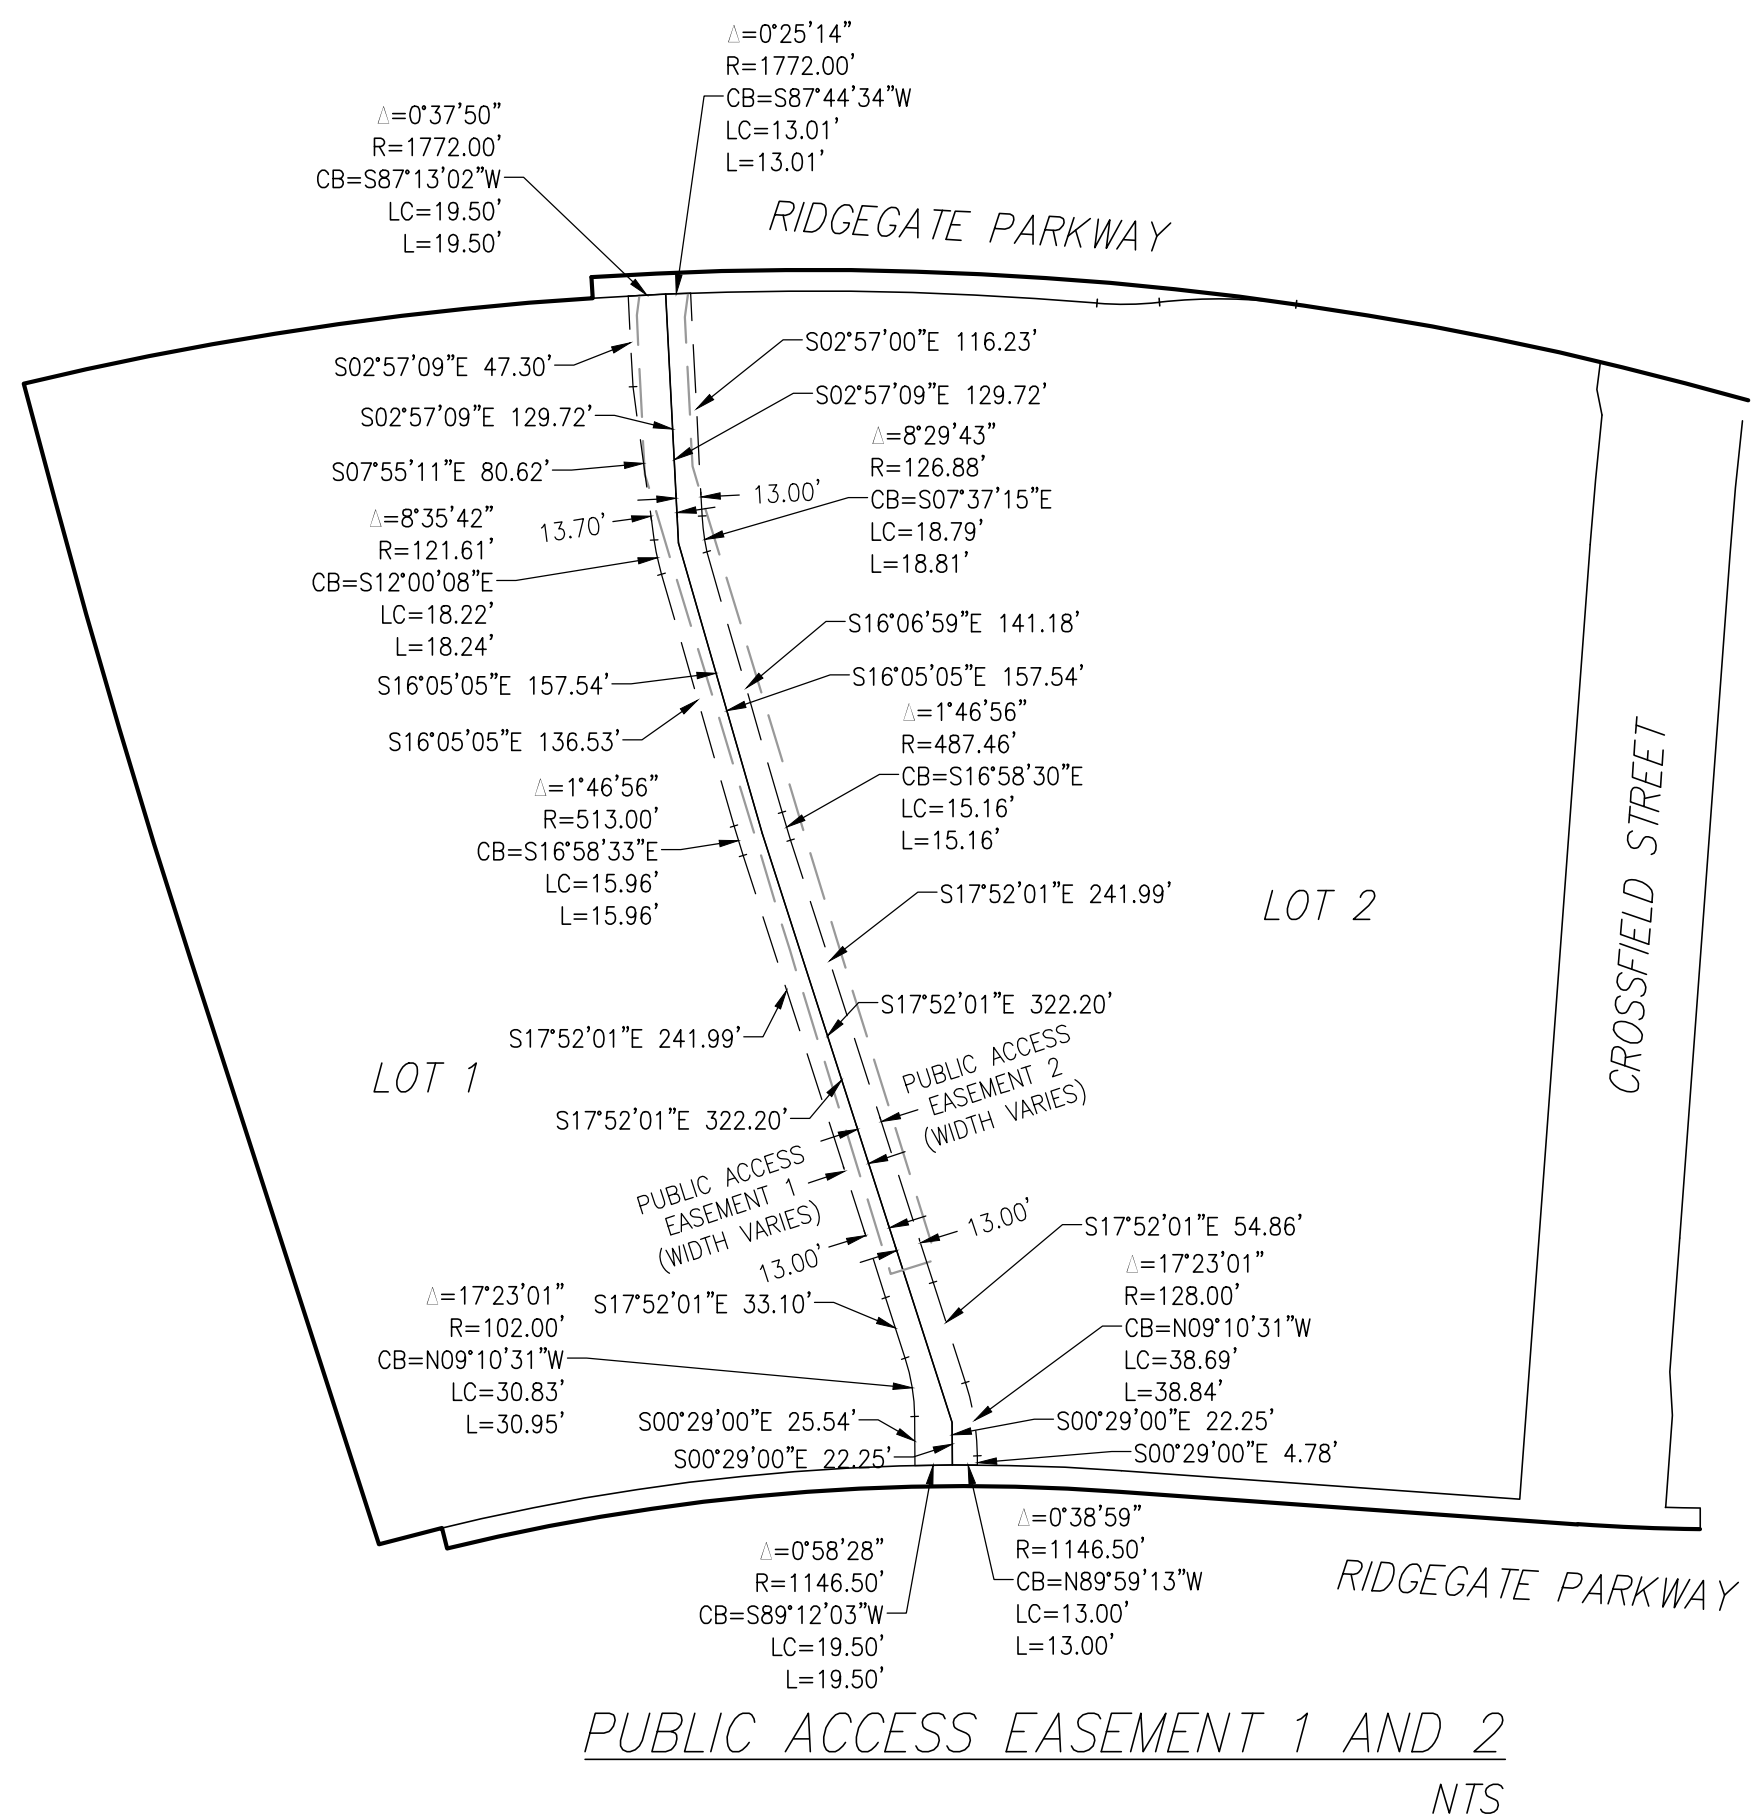 Δ=0°25'14"
R=1772.00'
CB=S87°44'34"W
LC=13.01'
L=13.01'
Δ=0°37'50"
R=1772.00'
CB=S87°13'02"W
LC=19.50'
L=19.50'
RIDGEGATE PARKWAY
S02°57'09"E 47.30'
S02°57'00"E 116.23'
S02°57'09"E 129.72'
S02°57'09"E 129.72'
S07°55'11"E 80.62'
Δ=8°29'43"
R=126.88'
CB=S07°37'15"E
LC=18.79'
L=18.81'
13.00'
13.70'
Δ=8°35'42"
R=121.61'
CB=S12°00'08"E
LC=18.22'
L=18.24'
S16°06'59"E 141.18'
S16°05'05"E 157.54'
S16°05'05"E 157.54'
S16°05'05"E 136.53'
Δ=1°46'56"
R=487.46'
CB=S16°58'30"E
LC=15.16'
L=15.16'
Δ=1°46'56"
R=513.00'
CB=S16°58'33"E
LC=15.96'
L=15.96'
S17°52'01"E 241.99'
LOT 2
CROSSFIELD STREET
S17°52'01"E 322.20'
S17°52'01"E 241.99'
LOT 1
PUBLIC ACCESS
EASEMENT 2
(WIDTH VARIES)
S17°52'01"E 322.20'
PUBLIC ACCESS
EASEMENT 1
(WIDTH VARIES)
13.00'
13.00'
S17°52'01"E 54.86'
S17°52'01"E 33.10'
Δ=17°23'01"
R=128.00'
CB=N09°10'31"W
LC=38.69'
L=38.84'
Δ=17°23'01"
R=102.00'
CB=N09°10'31"W
LC=30.83'
L=30.95'
S00°29'00"E 25.54'
S00°29'00"E 22.25'
S00°29'00"E 22.25'
S00°29'00"E 4.78'
Δ=0°38'59"
R=1146.50'
CB=N89°59'13"W
LC=13.00'
L=13.00'
Δ=0°58'28"
R=1146.50'
CB=S89°12'03"W
LC=19.50'
L=19.50'
RIDGEGATE PARKWAY
PUBLIC ACCESS EASEMENT 1 AND 2
NTS